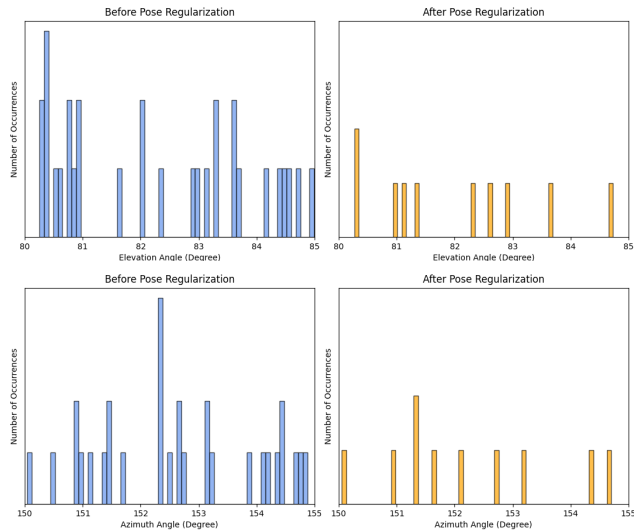 Before Pose Regularization
Number of Occurrences
80 81 82 83 84 85
Elevation Angle (Degree)
After Pose Regularization
Number of Occurrences
80 81 82 83 84 85
Elevation Angle (Degree)
Before Pose Regularization
Number of Occurrences
150 151 152 153 154 155
Azimuth Angle (Degree)
After Pose Regularization
Number of Occurrences
150 151 152 153 154 155
Azimuth Angle (Degree)